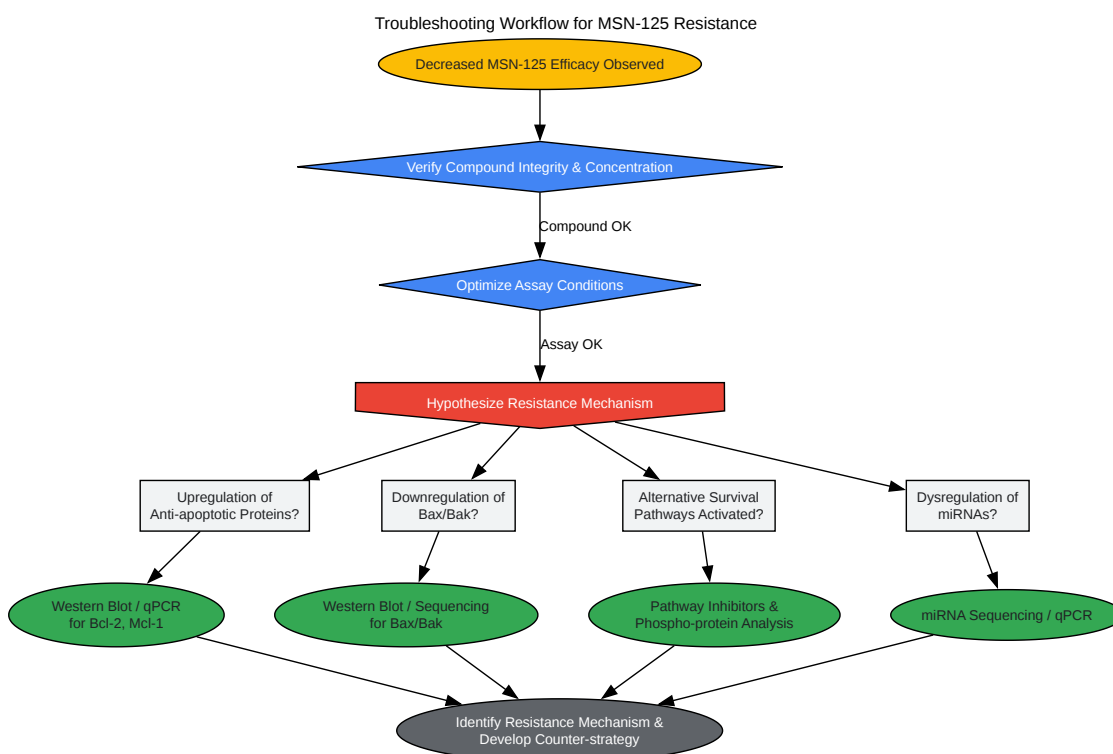 Troubleshooting Workflow for MSN-125 Resistance
Decreased MSN-125 Efficacy Observed
Verify Compound Integrity & Concentration
Compound OK
Optimize Assay Conditions
Assay OK
Hypothesize Resistance Mechanism
Upregulation of
Anti-apoptotic Proteins?
Downregulation of
Bax/Bak?
Alternative Survival
Pathways Activated?
Dysregulation of
miRNAs?
Western Blot / qPCR
for Bcl-2, Mcl-1
Western Blot / Sequencing
for Bax/Bak
Pathway Inhibitors &
Phospho-protein Analysis
miRNA Sequencing / qPCR
Identify Resistance Mechanism &
Develop Counter-strategy